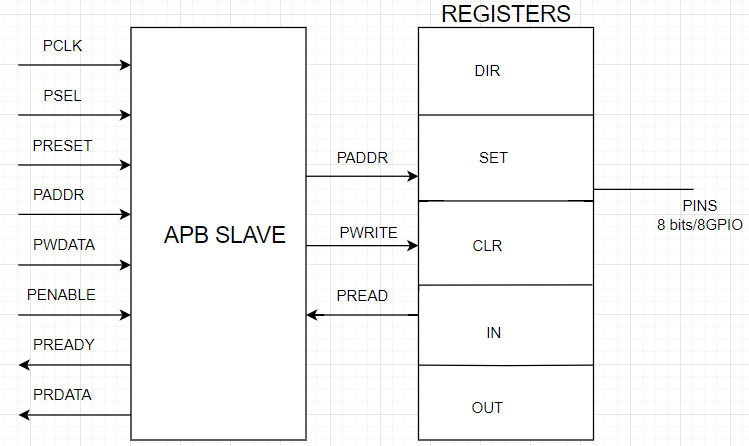 REGISTERS
PCLK
PSEL
PRESET
PADDR
PWDATA
PENABLE
PREADY
PRDATA
APB SLAVE
PADDR
PWRITE
PREAD
DIR
SET
CLR
IN
OUT
PINS
8 bits/8GPIO